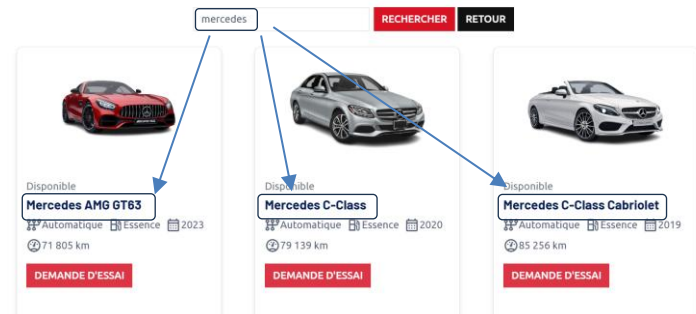 mercedes RECHERCHER RETOUR
Disponible
Mercedes AMG GT63
Automatique Essence 2023
71 805 km
DEMANDE D'ESSAI
Disponible
Mercedes C-Class
Automatique Essence 2020
79 139 km
DEMANDE D'ESSAI
Disponible
Mercedes C-Class Cabriolet
Automatique Essence 2019
85 256 km
DEMANDE D'ESSAI